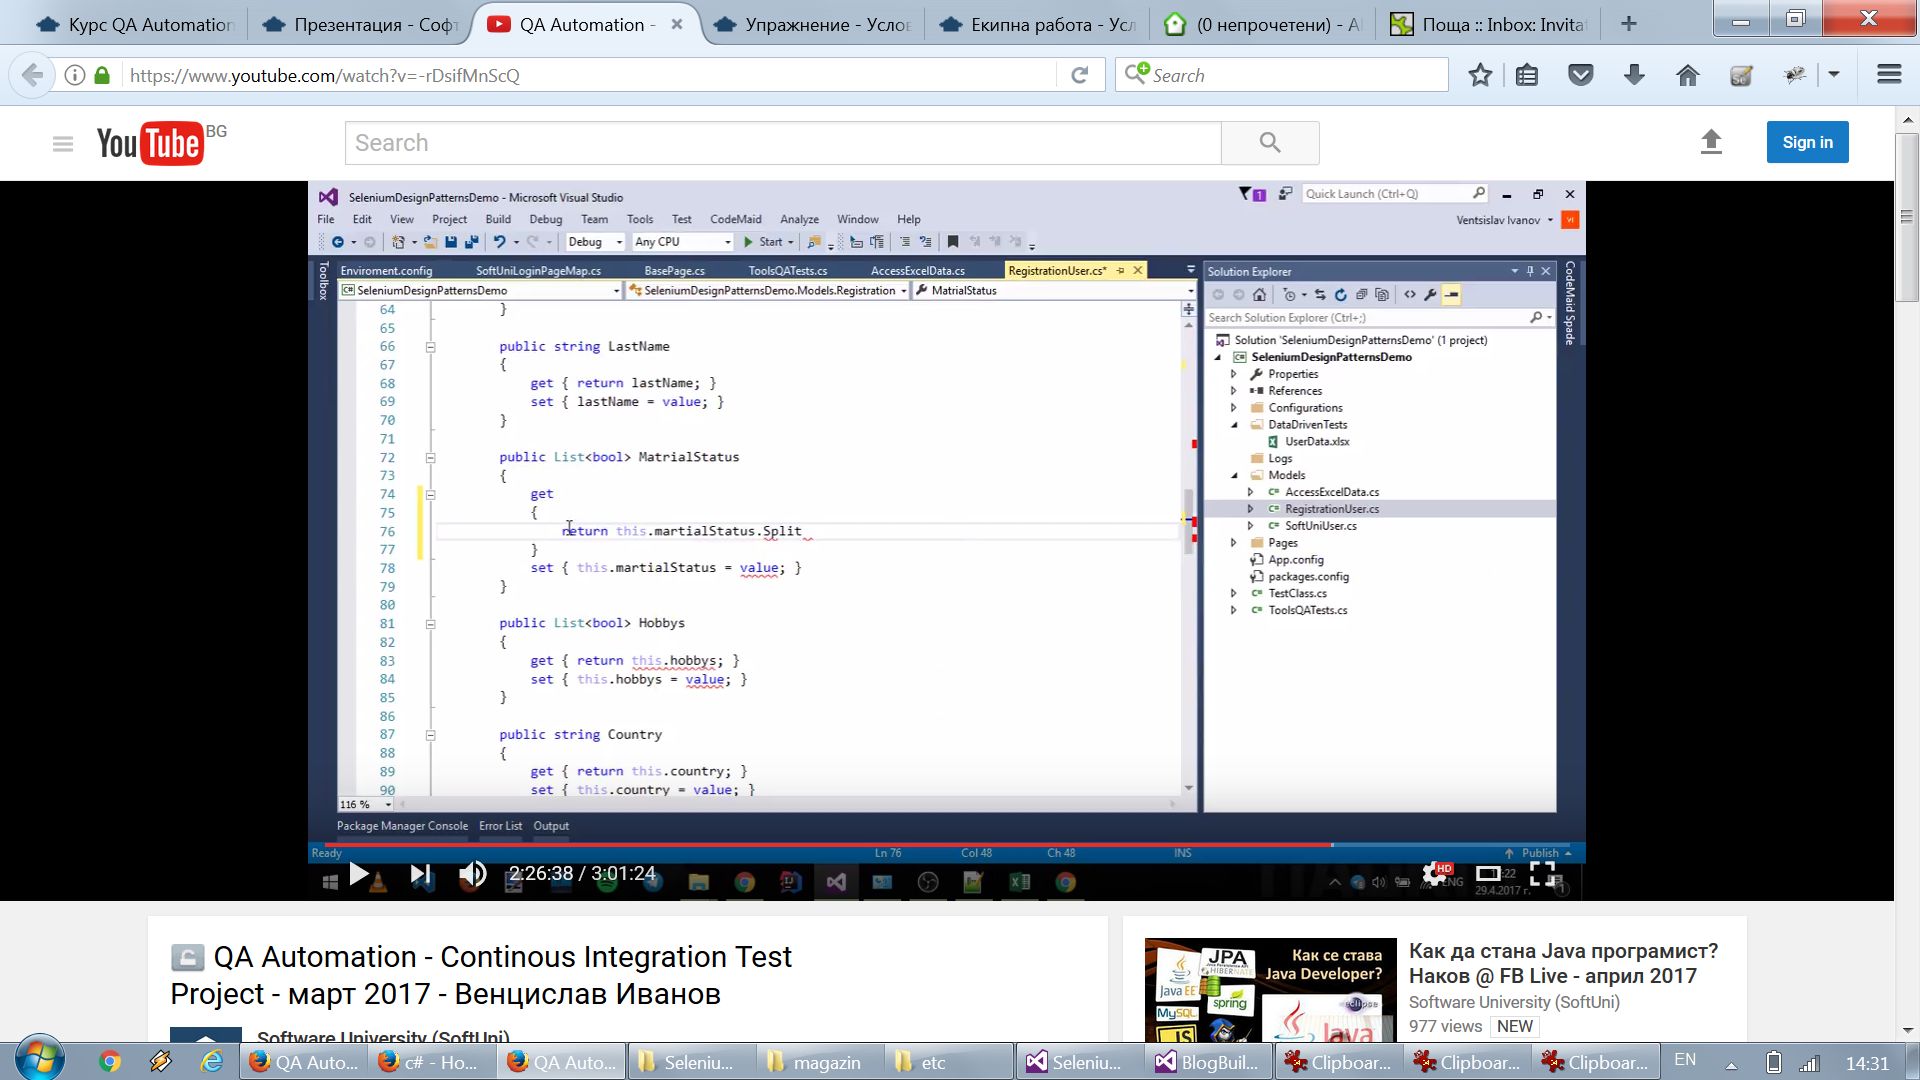 Курс QA Automation
Презентация - Софт
QA Automation -
Упражнение - Услов
Екипна работа - Усл
(0 непрочетени) - А
Поща :: Inbox: Invitat
https://www.youtube.com/watch?v=-rDsifMnScQ
Search
YouTube BG
Search
Sign in
SeleniumDesignPatternsDemo - Microsoft Visual Studio
1
Quick Launch (Ctrl+Q)
File Edit View Project Build Debug Team Tools Test CodeMaid Analyze Window Help
Ventsislav Ivanov
VI
Debug Any CPU Start
Toolbox
Enviroment.config SoftUniLoginPageMap.cs BasePage.cs ToolsQATests.cs AccessExcelData.cs RegistrationUser.cs*
SeleniumDesignPatternsDemo SeleniumDesignPatternsDemo.Models.Registration MatrialStatus
64 }
65
66 public string LastName
67 {
68 get { return lastName; }
69 set { lastName = value; }
70 }
71
72 public List<bool> MatrialStatus
73 {
74 get
75 {
76 return this.martialStatus.Split
77 }
78 set { this.martialStatus = value; }
79 }
80
81 public List<bool> Hobbys
82 {
83 get { return this.hobbys; }
84 set { this.hobbys = value; }
85 }
86
87 public string Country
88 {
89 get { return this.country; }
90 set { this.country = value; }
116 %
Solution Explorer
Search Solution Explorer (Ctrl+;)
Solution 'SeleniumDesignPatternsDemo' (1 project)
SeleniumDesignPatternsDemo
Properties
References
Configurations
DataDrivenTests
UserData.xlsx
Logs
Models
AccessExcelData.cs
RegistrationUser.cs
SoftUniUser.cs
Pages
App.config
packages.config
TestClass.cs
ToolsQATests.cs
CodeMaid Spade
Package Manager Console Error List Output
Ready Ln 76 Col 48 Ch 48 INS Publish
2:26:38 / 3:01:24
HD
ENG
:22
29.4.2017 г.
QA Automation - Continous Integration Test
Project - март 2017 - Венцислав Иванов
Software University (SoftUni)
Как се става
Java Developer?
JPA
HIBERNATE
Java EE
spring
MySQL
eclipse
JS
Java
Как да стана Java програмист?
Наков @ FB Live - април 2017
Software University (SoftUni)
977 views NEW
QA Auto...
c# - Ho...
QA Auto...
Seleniu...
magazin
etc
Seleniu...
BlogBuil...
Clipboar...
Clipboar...
Clipboar...
EN
14:31